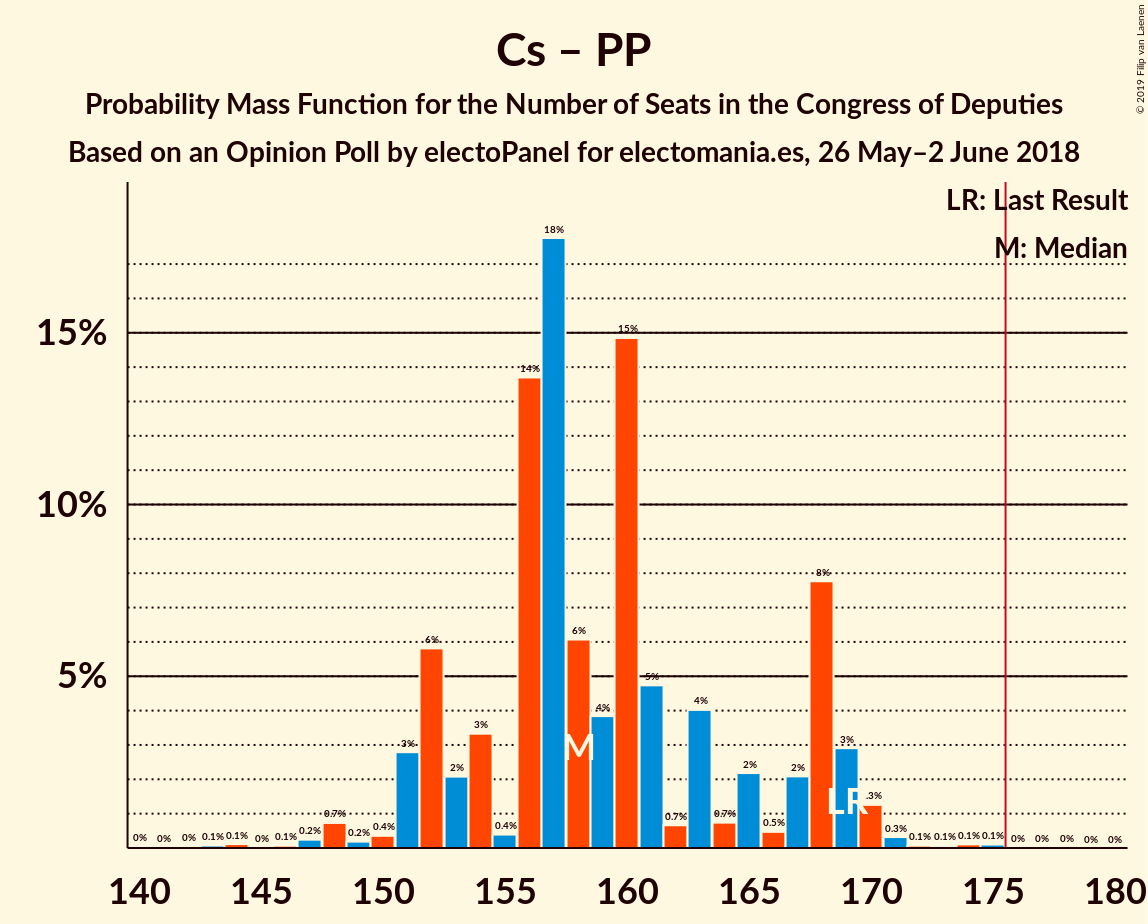 Cs – PP
Probability Mass Function for the Number of Seats in the Congress of Deputies
Based on an Opinion Poll by electoPanel for electomania.es, 26 May–2 June 2018
© 2019 Filip van Laenen
LR: Last Result
M: Median
15%
10%
5%
0% 0% 0% 0.1% 0.1% 0% 0.1% 0.2% 0.7% 0.2% 0.4% 3% 6% 2% 3% 0.4% 14% 18% 6% 4% 15% 5% 0.7% 4% 0.7% 2% 0.5% 2% 8% 3% .3% 0.3% 0.1% 0.1% 0.1% 0.1% 0% 0% 0% 0% 0%
M
LR
140 145 150 155 160 165 170 175 180